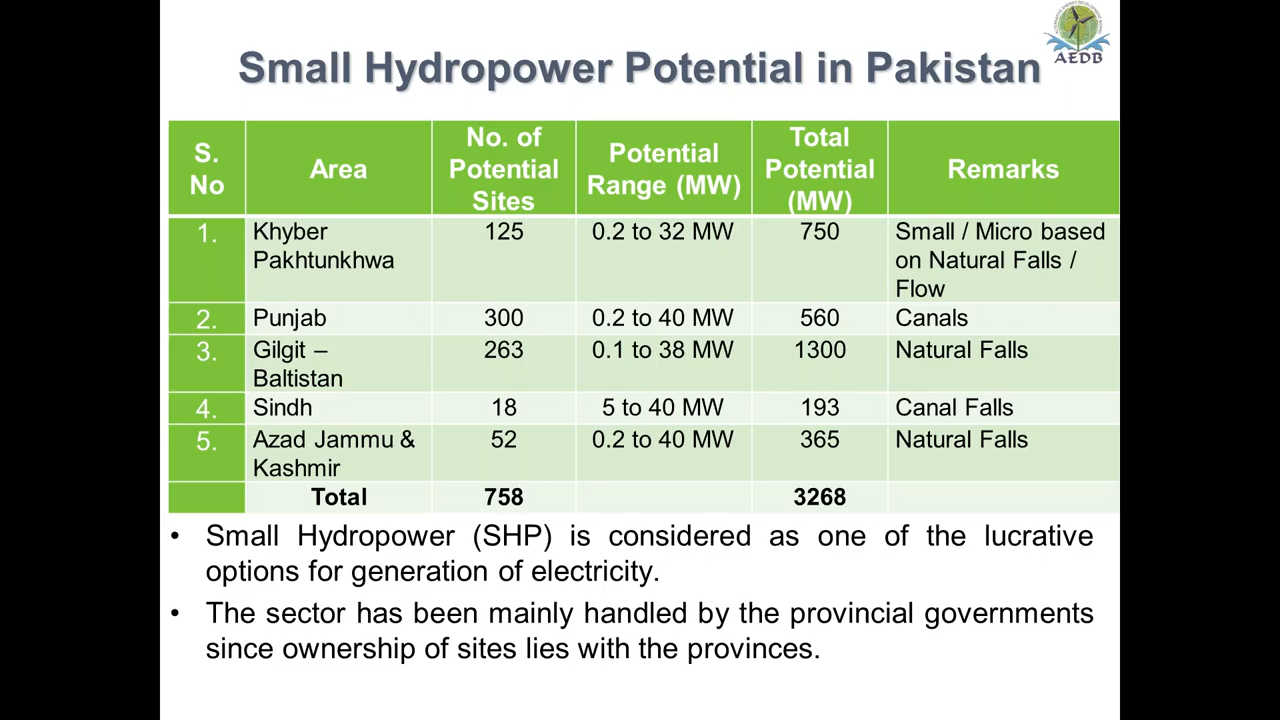 Small Hydropower Potential in Pakistan
AEDB
S. No | Area | No. of Potential Sites | Potential Range (MW) | Total Potential (MW) | Remarks
1. | Khyber Pakhtunkhwa | 125 | 0.2 to 32 MW | 750 | Small / Micro based on Natural Falls / Flow
2. | Punjab | 300 | 0.2 to 40 MW | 560 | Canals
3. | Gilgit – Baltistan | 263 | 0.1 to 38 MW | 1300 | Natural Falls
4. | Sindh | 18 | 5 to 40 MW | 193 | Canal Falls
5. | Azad Jammu & Kashmir | 52 | 0.2 to 40 MW | 365 | Natural Falls
Total | 758 | 3268
• Small Hydropower (SHP) is considered as one of the lucrative
options for generation of electricity.
• The sector has been mainly handled by the provincial governments
since ownership of sites lies with the provinces.